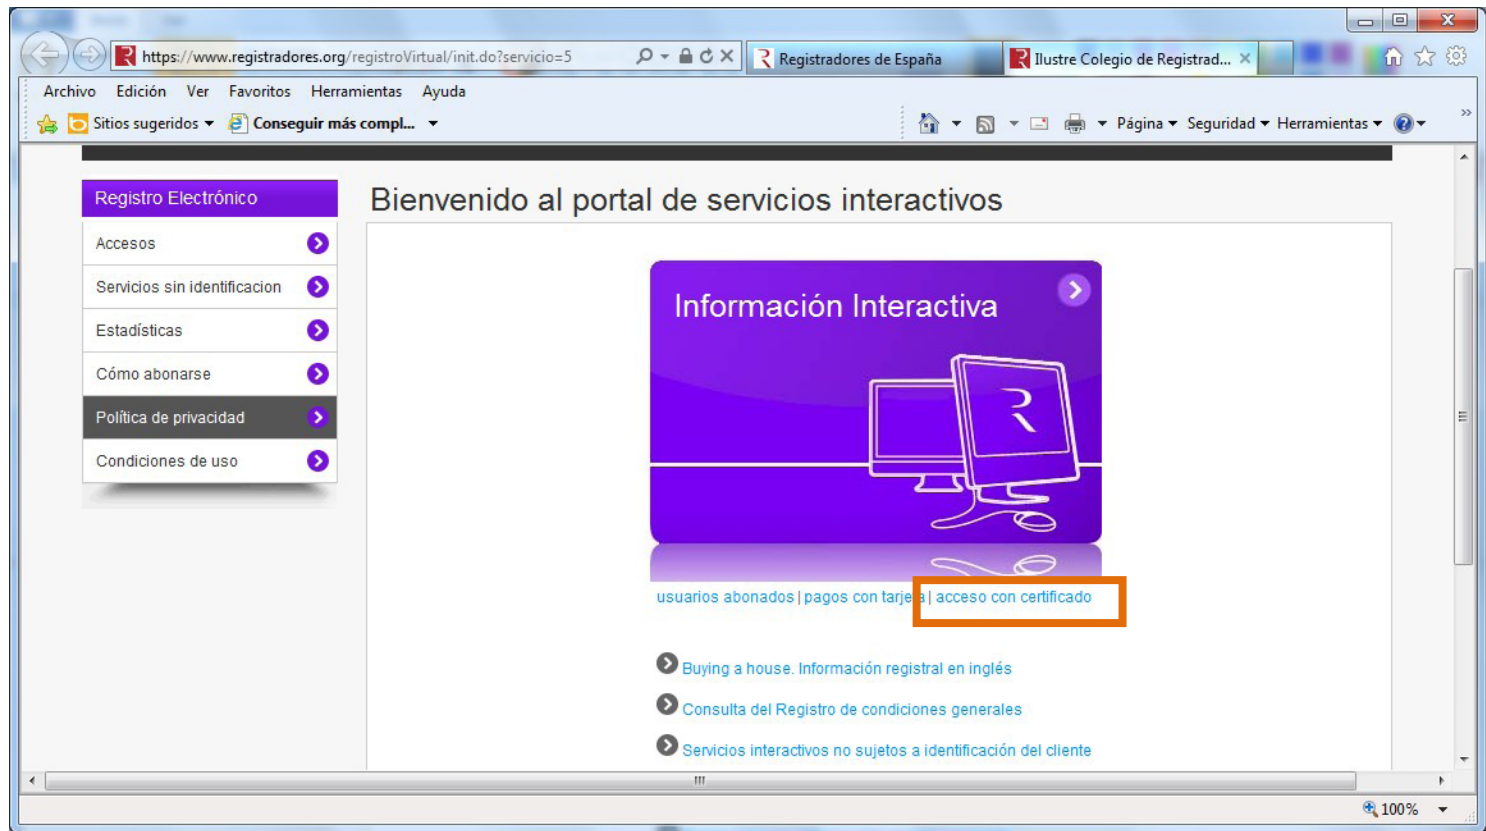 https://www.registradores.org/registroVirtual/init.do?servicio=5
Registradores de España
Ilustre Colegio de Registrad...
Archivo Edición Ver Favoritos Herramientas Ayuda
Sitios sugeridos Conseguir más compl...
Página Seguridad Herramientas
Registro Electrónico
Accesos
Servicios sin identificacion
Estadísticas
Cómo abonarse
Política de privacidad
Condiciones de uso
Bienvenido al portal de servicios interactivos
Información Interactiva
usuarios abonados | pagos con tarjeta | acceso con certificado
Buying a house. Información registral en inglés
Consulta del Registro de condiciones generales
Servicios interactivos no sujetos a identificación del cliente
100%